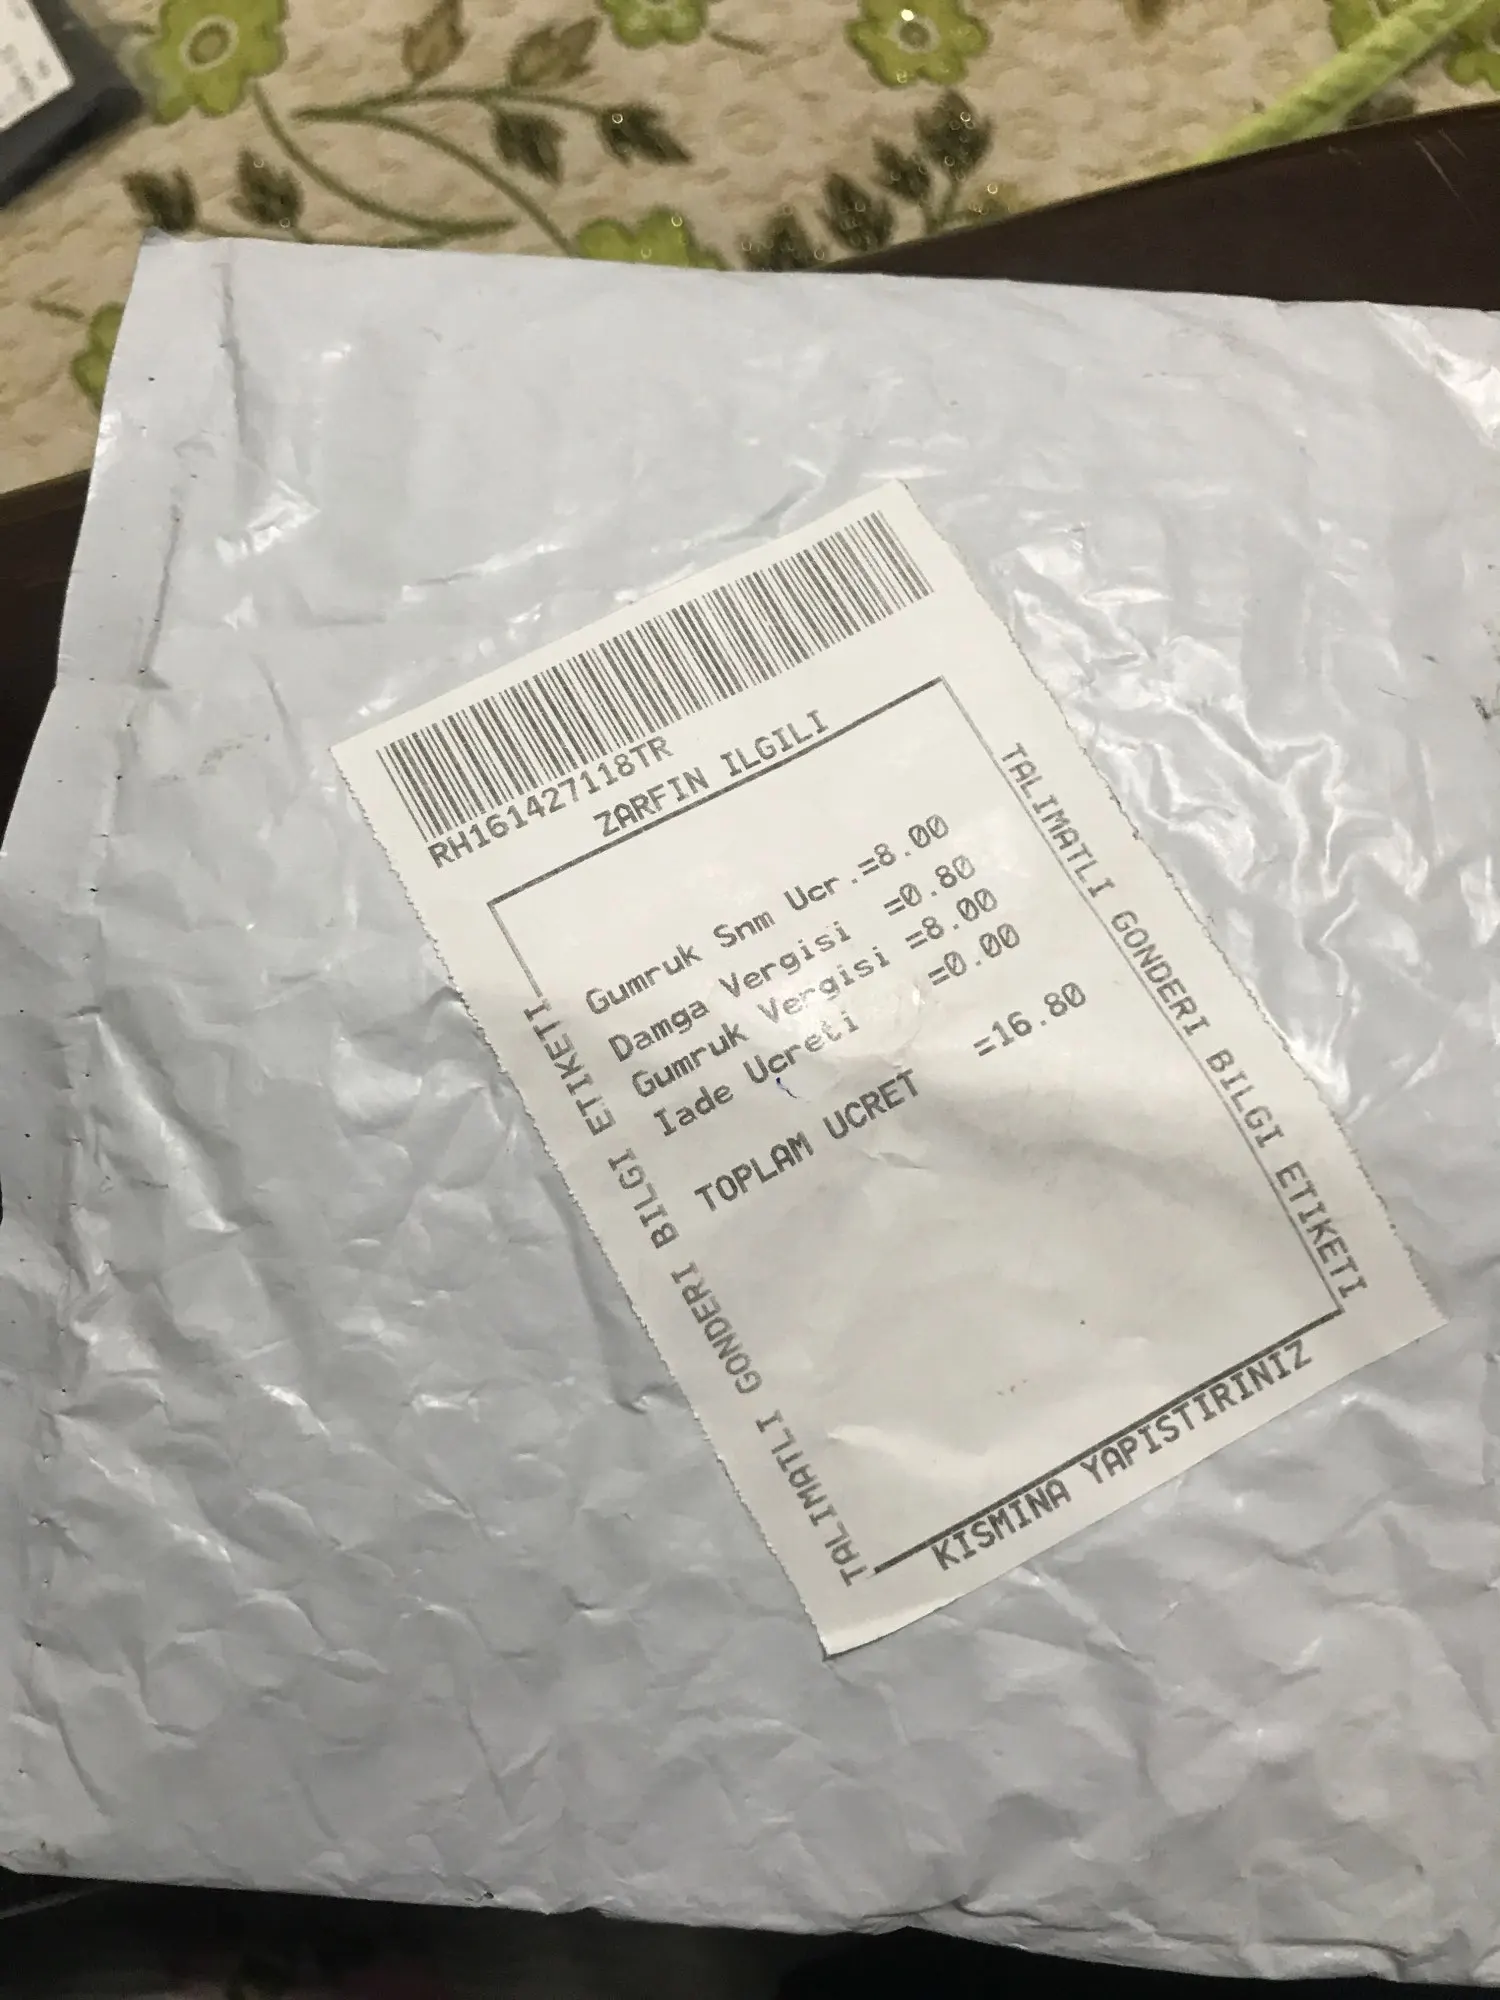 RH161427118TR
ZARFIN ILGILI
Gumruk Snm Ucr.=8.00
Damga Vergisi =0.80
Gumruk Vergisi =8.00
Iade Ucreti =0.00
TOPLAM UCRET =16.80
TALIMATLI GONDERI BILGI ETIKETI
TALIMATLI GONDERI BILGI ETIKETI
KISMINA YAPISTIRINIZ